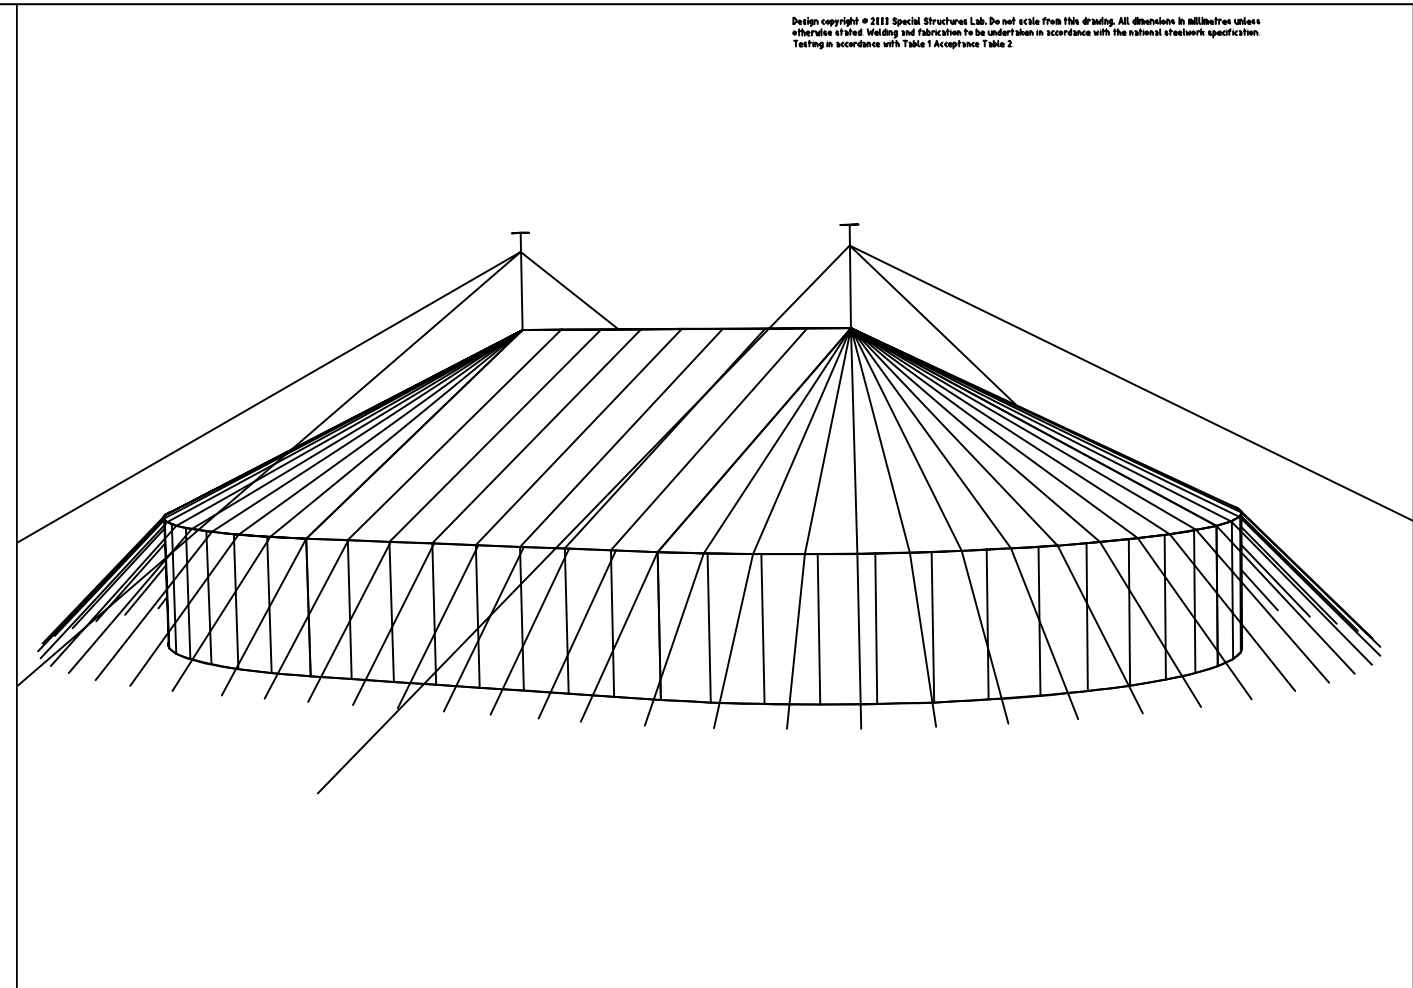 Design copyright © Special Structures Lab. Do not scale from this drawing. All dimensions in millimetres unless
otherwise stated. Welding and fabrication to be undertaken in accordance with the national steelwork specification.
Testing in accordance with Table 1 Acceptance Table 2